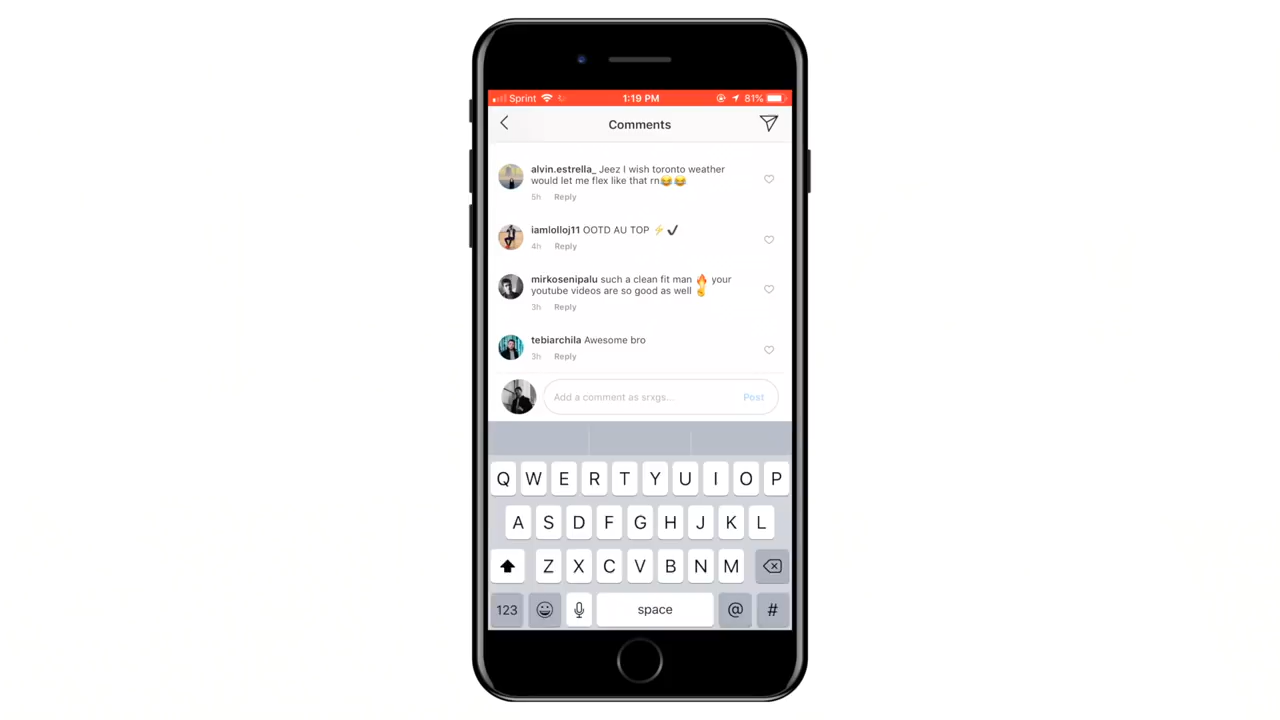 Sprint 1:19 PM 81%
Comments
alvin.estrella_ Jeez I wish toronto weather
would let me flex like that rn😂😂
5h Reply
iamlolloj11 OOTD AU TOP ⚡✔️
4h Reply
mirkosenipalu such a clean fit man 🔥 your
youtube videos are so good as well ✌️
3h Reply
tebiarchila Awesome bro
3h Reply
Add a comment as srxgs... Post
Q W E R T Y U I O P
A S D F G H J K L
Z X C V B N M
123 space @ #